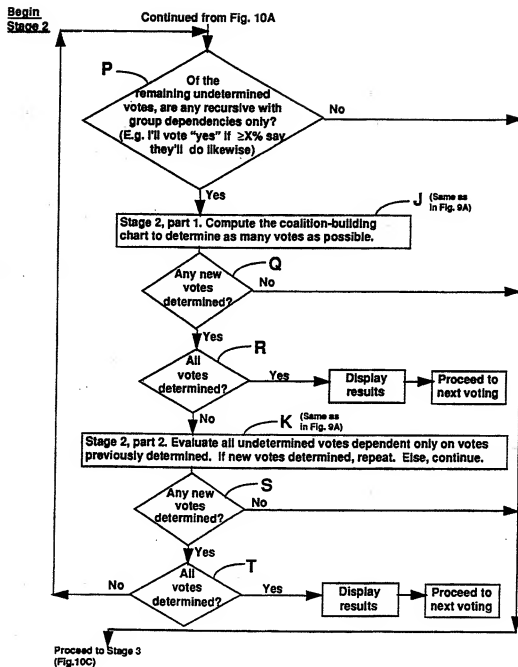 Begin
Stage 2
Continued from Fig. 10A
P
Of the
remaining undetermined
votes, are any recursive with
group dependencies only?
(E.g. I'll vote "yes" if ≥X% say
they'll do likewise)
No
Yes
J (Same as
in Fig. 9A)
Stage 2, part 1. Compute the coalition-building
chart to determine as many votes as possible.
Q
Any new
votes
determined?
No
Yes
R
All
votes
determined?
Yes
Display
results
Proceed to
next voting
No
K (Same as
in Fig. 9A)
Stage 2, part 2. Evaluate all undetermined votes dependent only on votes
previously determined. If new votes determined, repeat. Else, continue.
S
Any new
votes
determined?
No
Yes
T
All
votes
determined?
No
Yes
Display
results
Proceed to
next voting
Proceed to Stage 3
(Fig.10C)